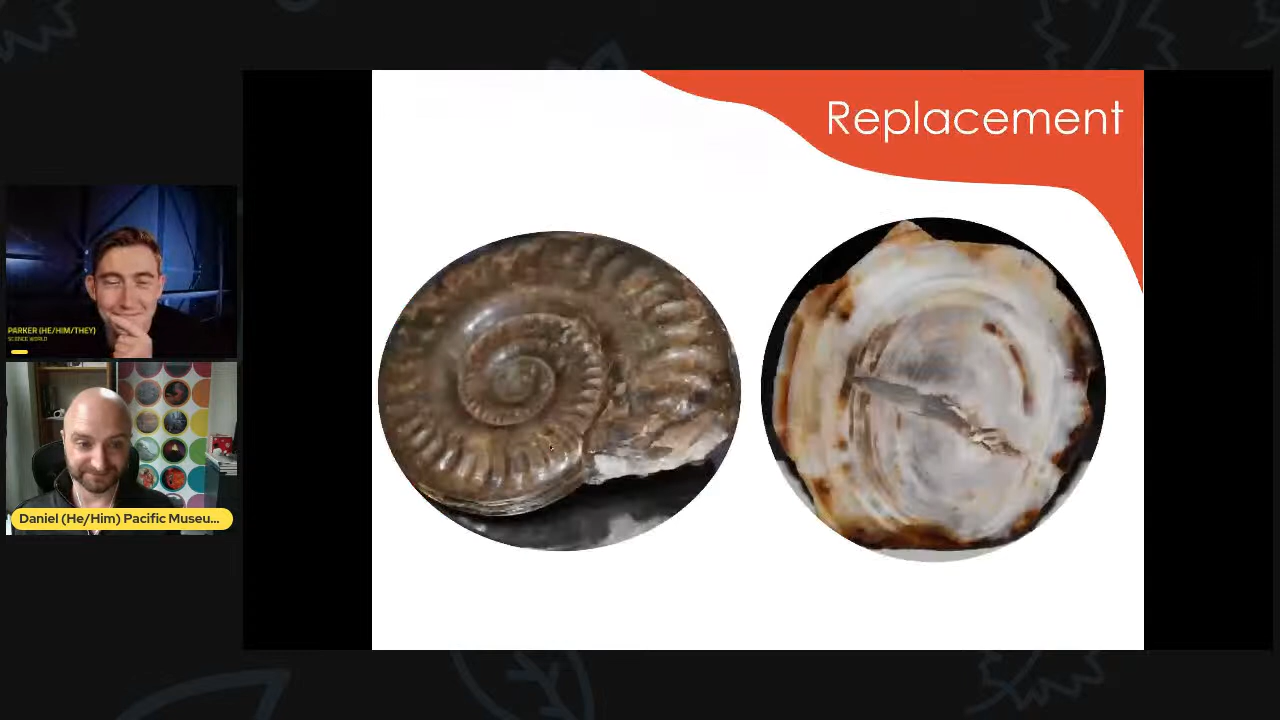 Replacement
PARKER (HE/HIM/THEY)
SCIENCE WORLD
Daniel (He/Him) Pacific Museu...